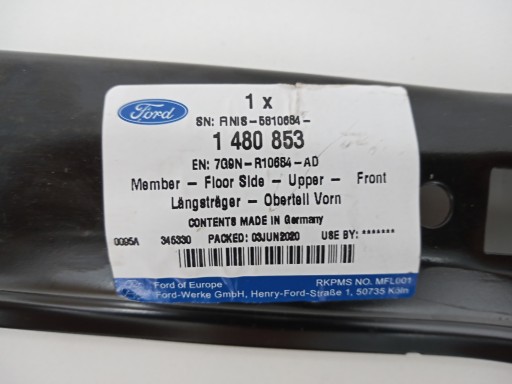 1 x
Ford
SN: FINIS-5810684-
1 480 853
EN: 7G9N-R10684-AD
Member - Floor Side - Upper - Front
Längsträger - Oberteil Vorn
CONTENTS MADE IN Germany
0095A 345330 PACKED: 03JUN2020 USE BY: *******
Ford of Europe RKPMS NO. MFL001
Ford-Werke GmbH, Henry-Ford-Straße 1, 50735 Köln